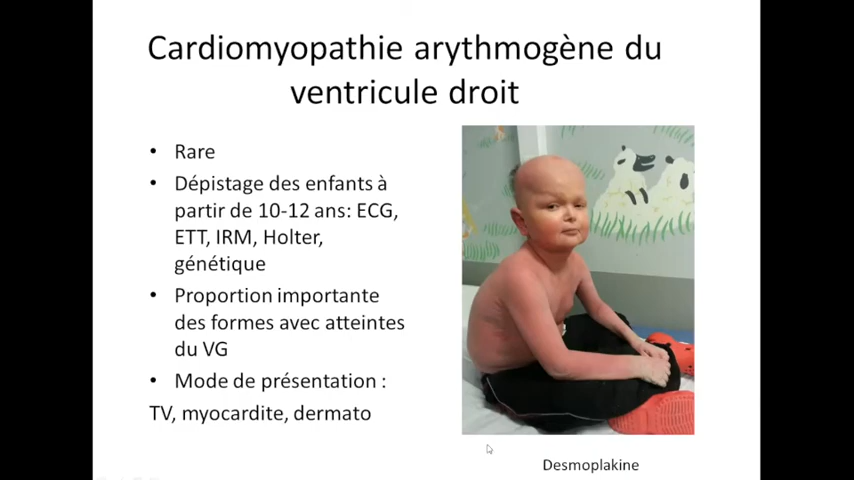 Cardiomyopathie arythmogène du
ventricule droit
• Rare
• Dépistage des enfants à
partir de 10-12 ans: ECG,
ETT, IRM, Holter,
génétique
• Proportion importante
des formes avec atteintes
du VG
• Mode de présentation :
TV, myocardite, dermato
Desmoplakine